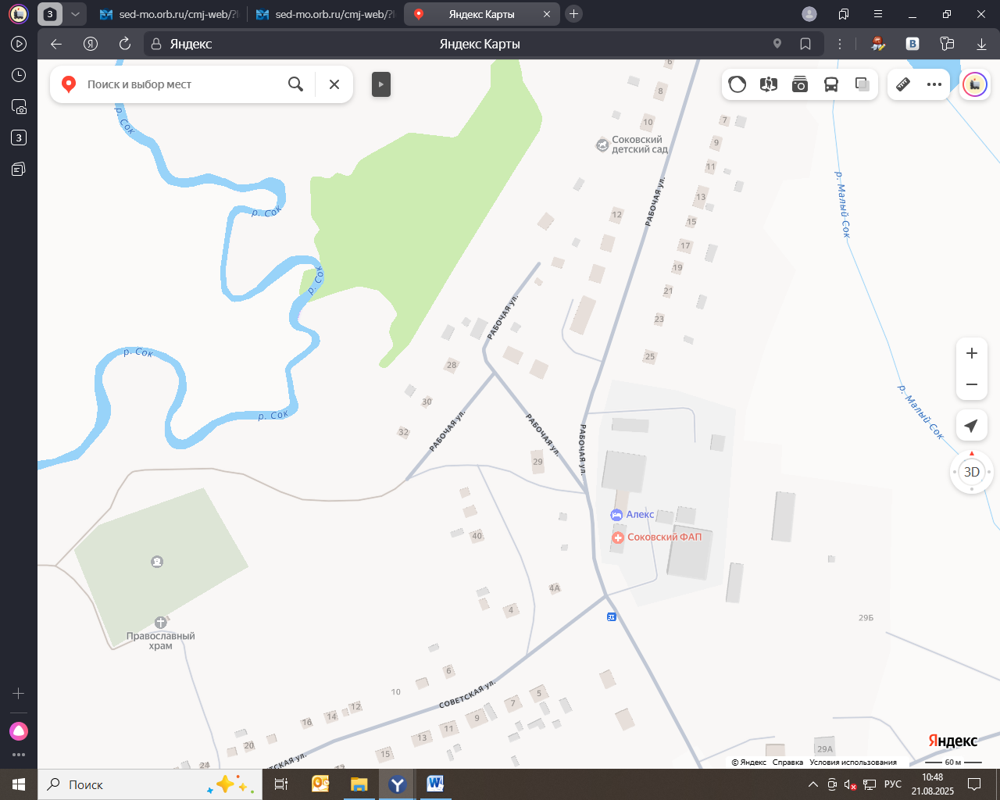 3
sed-mo.orb.ru/cmj-web/?
sed-mo.orb.ru/cmj-web/?
Яндекс Карты
Яндекс
Яндекс Карты
Поиск и выбор мест
3
6
8
10
7
9
11
13
15
17
19
21
23
25
12
Соковский
детский сад
РАБОЧАЯ ул.
р. Сок
р. Сок
р. Сок
р. Сок
р. Сок
р. Малый Сок
р. Малый Сок
РАБОЧАЯ ул.
28
30
32
РАБОЧАЯ ул.
РАБОЧАЯ ул.
РАБОЧАЯ ул.
29
40
Алекс
Соковский ФАП
3D
4А
4
29Б
Православный
храм
6
10
СОВЕТСКАЯ ул.
5
7
9
11
13
15
12
14
16
20
24
ТСКАЯ ул.
29А
Яндекс
© Яндекс Справка Условия использования
60 м
Поиск
РУС
10:48
21.08.2025